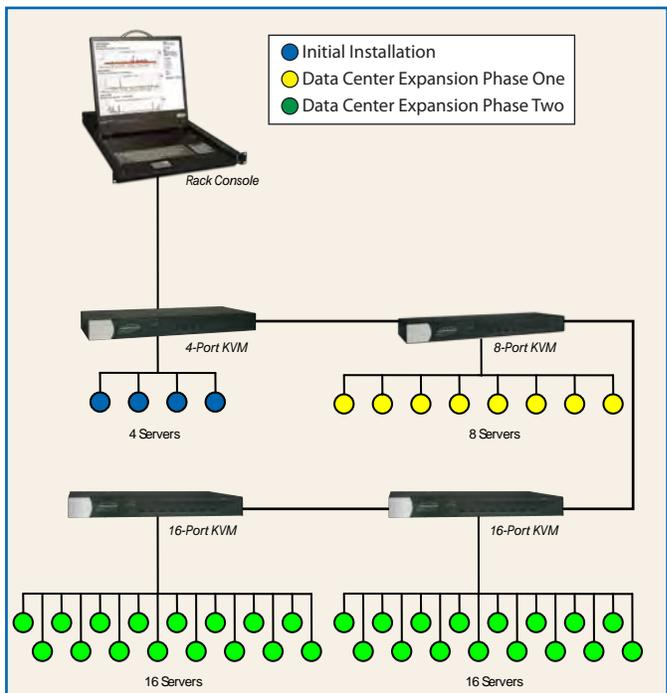 Initial Installation
Data Center Expansion Phase One
Data Center Expansion Phase Two
Rack Console
4-Port KVM
8-Port KVM
4 Servers
8 Servers
16-Port KVM
16-Port KVM
16 Servers
16 Servers